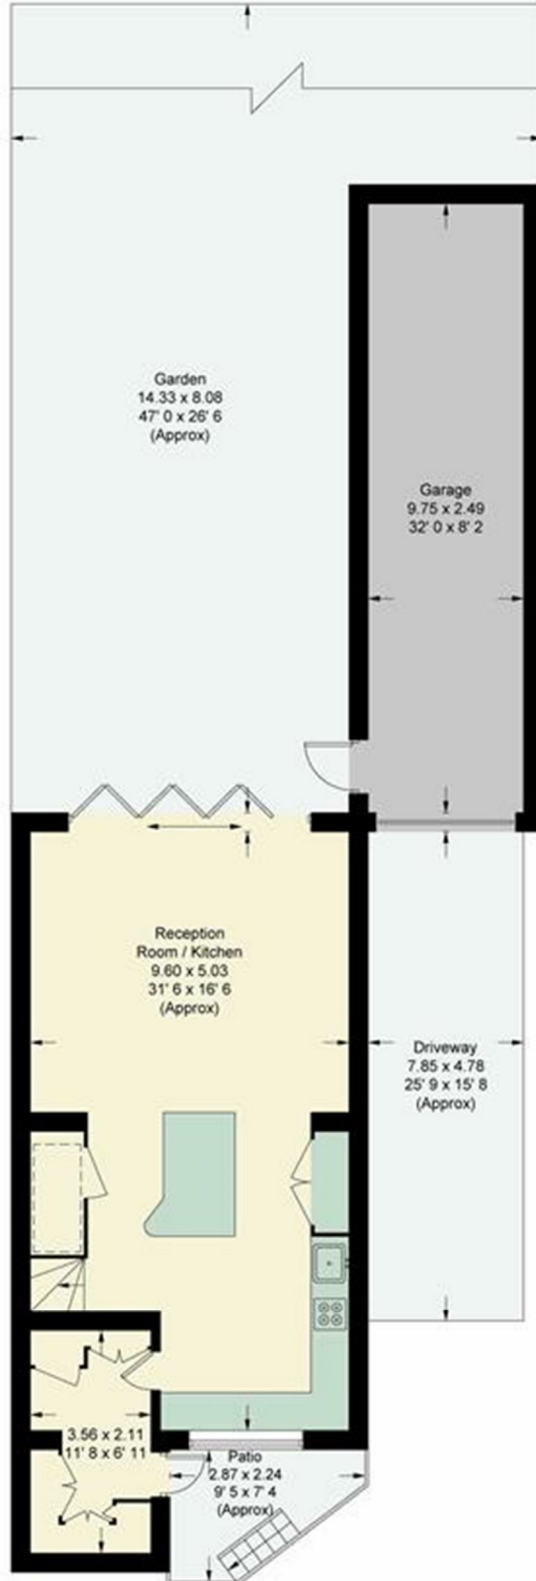 Garden
14.33 x 8.08
47' 0 x 26' 6
(Approx)
Garage
9.75 x 2.49
32' 0 x 8' 2
Reception
Room / Kitchen
9.60 x 5.03
31' 6 x 16' 6
(Approx)
Driveway
7.85 x 4.78
25' 9 x 15' 8
(Approx)
3.56 x 2.11
11' 8 x 6' 11
Patio
2.87 x 2.24
9' 5 x 7' 4
(Approx)